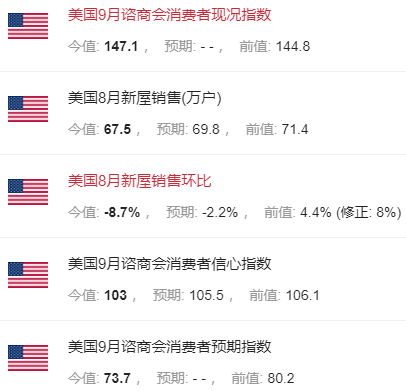 美国9月谘商会消费者现况指数
今值: 147.1 ， 预期: - - ， 前值: 144.8
美国8月新屋销售(万户)
今值: 67.5 ， 预期: 69.8 ， 前值: 71.4
美国8月新屋销售环比
今值: -8.7% ， 预期: -2.2% ， 前值: 4.4% (修正: 8%)
美国9月谘商会消费者信心指数
今值: 103 ， 预期: 105.5 ， 前值: 106.1
美国9月谘商会消费者预期指数
今值: 73.7 ， 预期: - - ， 前值: 80.2